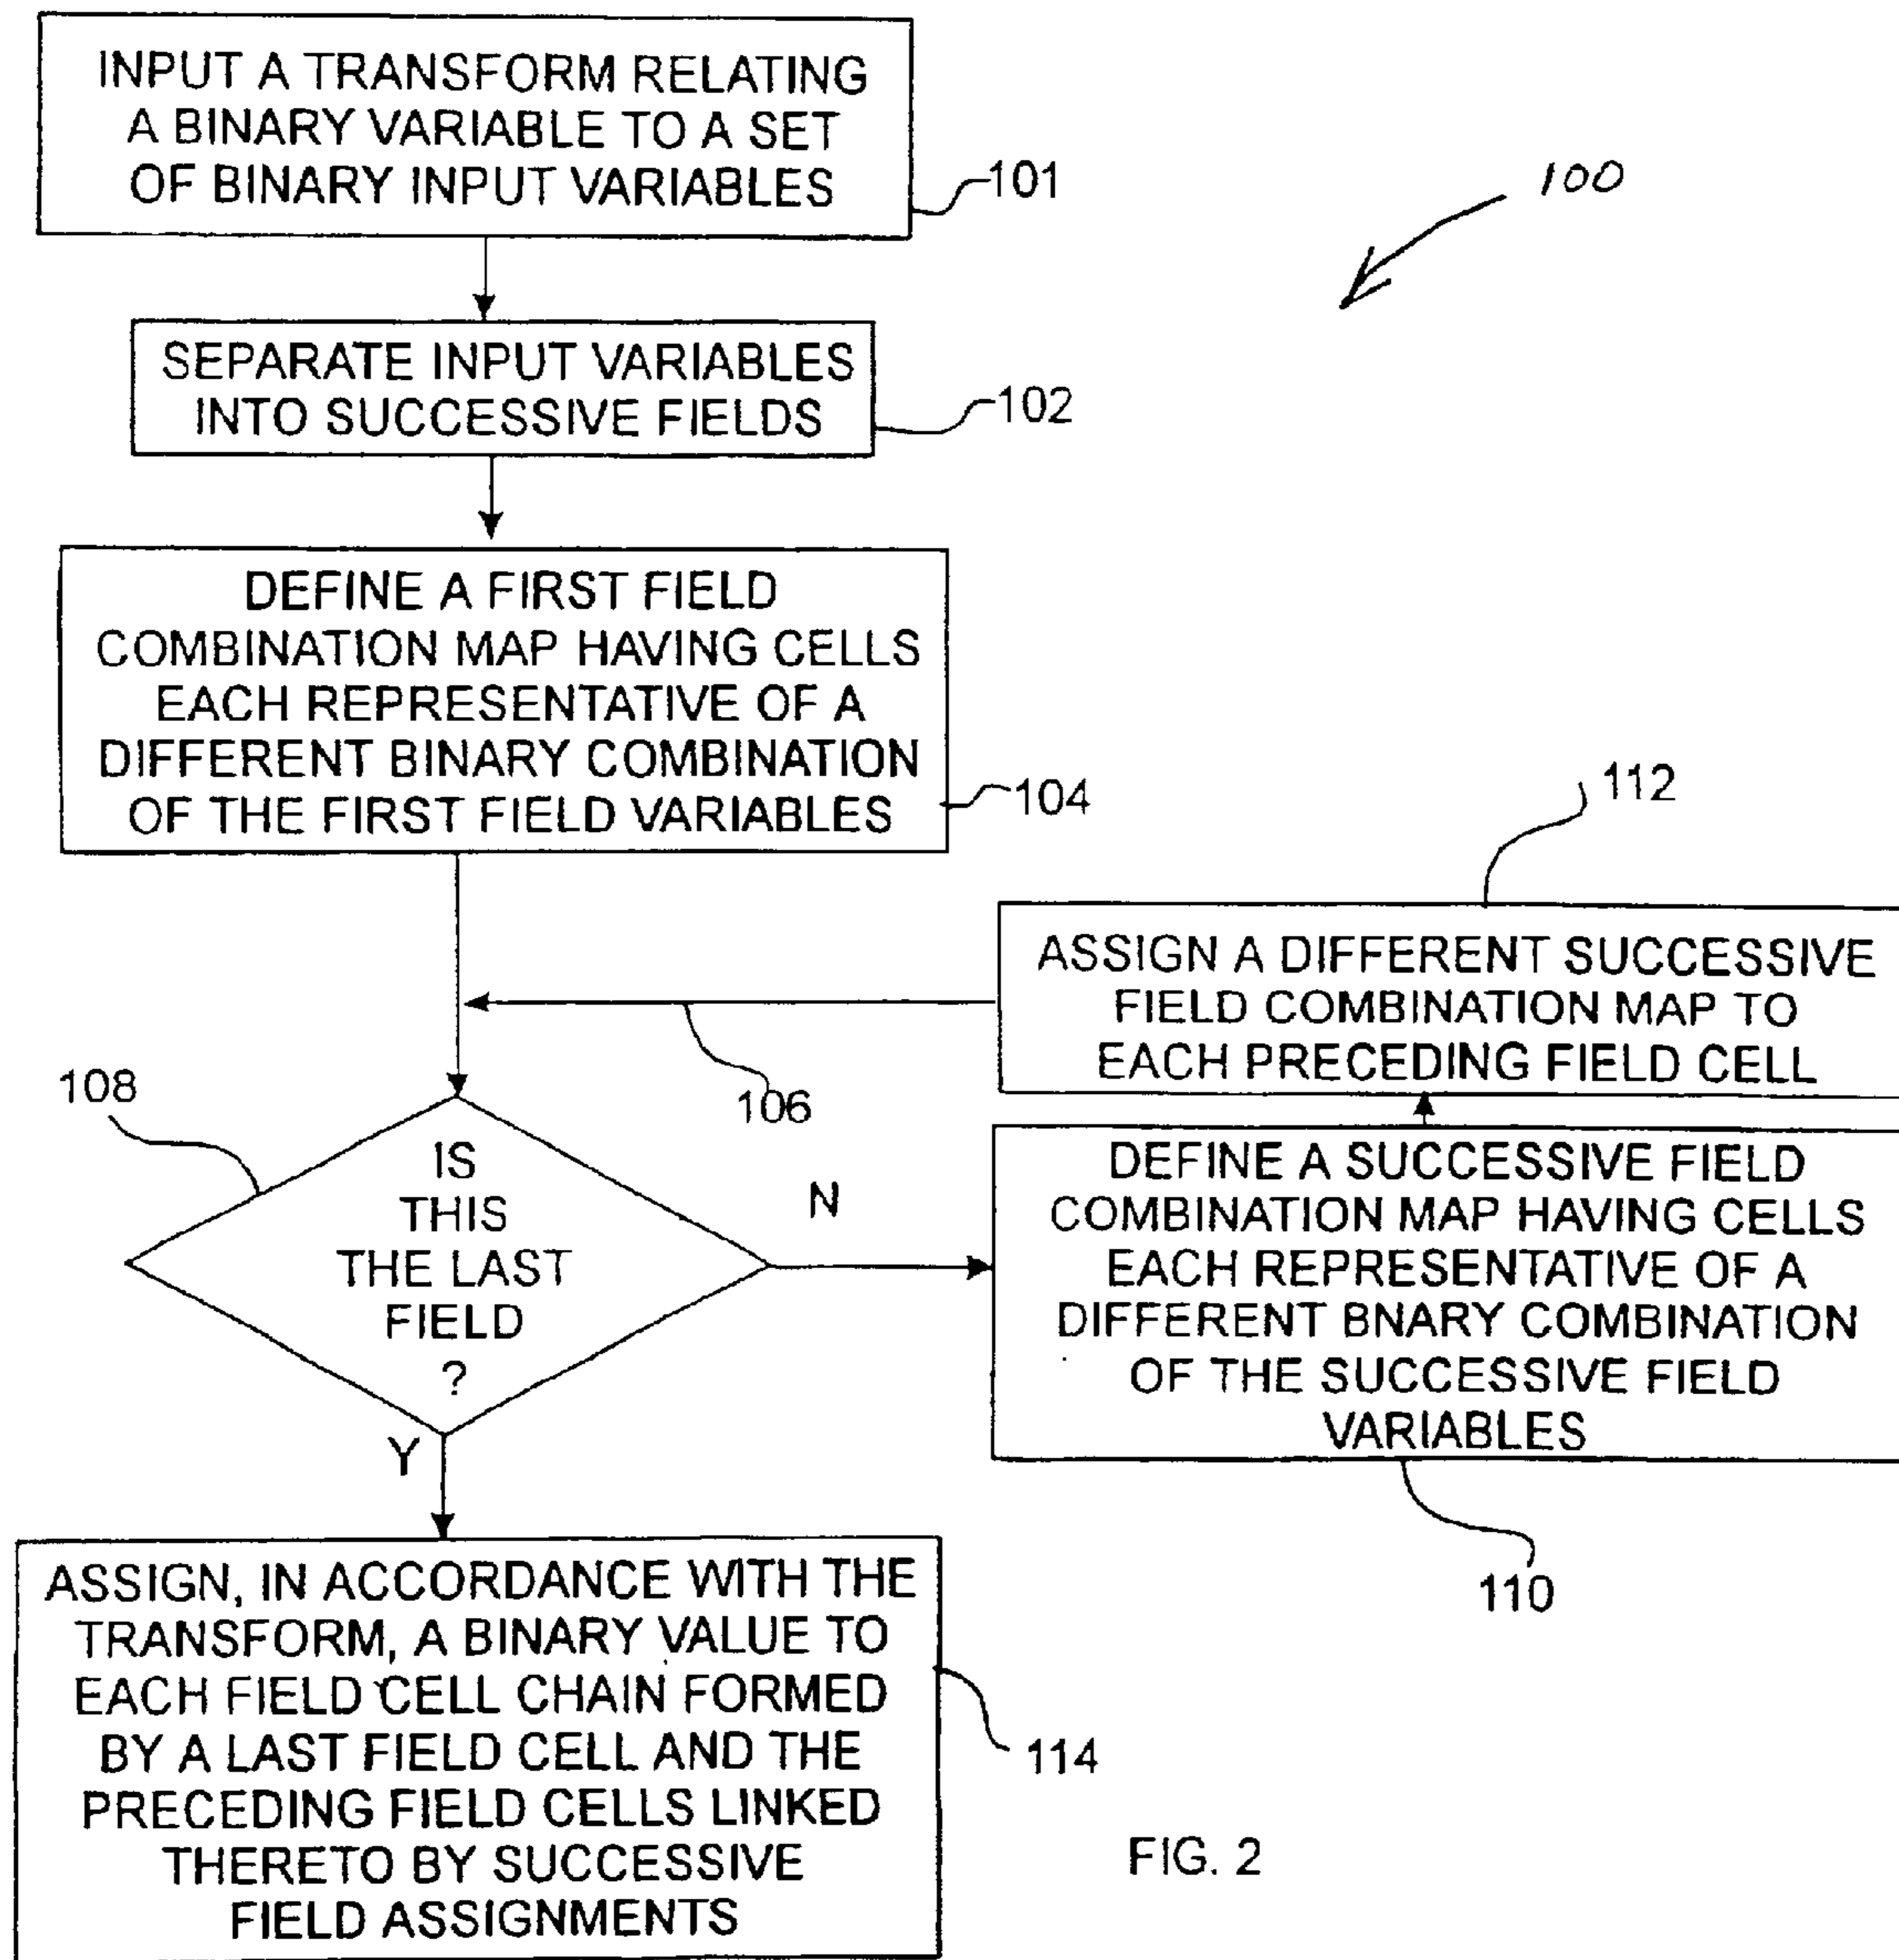 INPUT A TRANSFORM RELATING
A BINARY VARIABLE TO A SET
OF BINARY INPUT VARIABLES
101
100
SEPARATE INPUT VARIABLES
INTO SUCCESSIVE FIELDS
102
DEFINE A FIRST FIELD
COMBINATION MAP HAVING CELLS
EACH REPRESENTATIVE OF A
DIFFERENT BINARY COMBINATION
OF THE FIRST FIELD VARIABLES
104
112
ASSIGN A DIFFERENT SUCCESSIVE
FIELD COMBINATION MAP TO
EACH PRECEDING FIELD CELL
106
108
IS
THIS
THE LAST
FIELD
?
N
Y
DEFINE A SUCCESSIVE FIELD
COMBINATION MAP HAVING CELLS
EACH REPRESENTATIVE OF A
DIFFERENT BNARY COMBINATION
OF THE SUCCESSIVE FIELD
VARIABLES
110
ASSIGN, IN ACCORDANCE WITH THE
TRANSFORM, A BINARY VALUE TO
EACH FIELD CELL CHAIN FORMED
BY A LAST FIELD CELL AND THE
PRECEDING FIELD CELLS LINKED
THERETO BY SUCCESSIVE
FIELD ASSIGNMENTS
114
FIG. 2